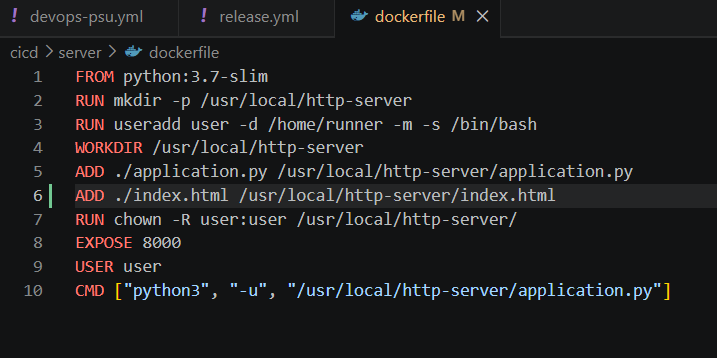 ! devops-psu.yml ! release.yml dockerfile M ×
cicd > server > dockerfile
1 FROM python:3.7-slim
2 RUN mkdir -p /usr/local/http-server
3 RUN useradd user -d /home/runner -m -s /bin/bash
4 WORKDIR /usr/local/http-server
5 ADD ./application.py /usr/local/http-server/application.py
6 ADD ./index.html /usr/local/http-server/index.html
7 RUN chown -R user:user /usr/local/http-server/
8 EXPOSE 8000
9 USER user
10 CMD ["python3", "-u", "/usr/local/http-server/application.py"]